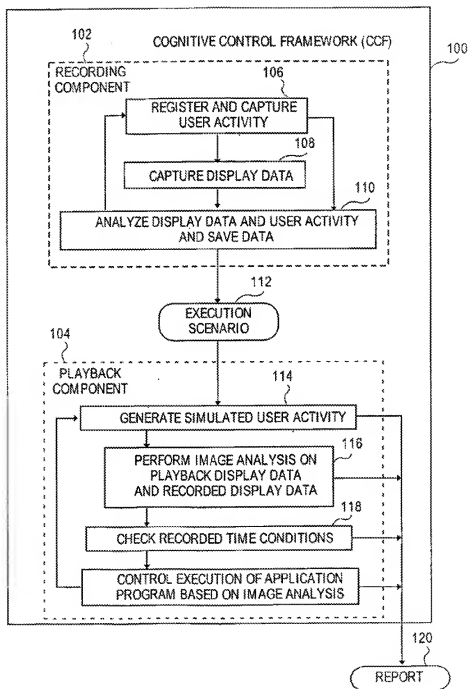 COGNITIVE CONTROL FRAMEWORK (CCF)
100
102
RECORDING
COMPONENT
106
REGISTER AND CAPTURE
USER ACTIVITY
108
CAPTURE DISPLAY DATA
110
ANALYZE DISPLAY DATA AND USER ACTIVITY
AND SAVE DATA
112
EXECUTION
SCENARIO
104
PLAYBACK
COMPONENT
114
GENERATE SIMULATED USER ACTIVITY
116
PERFORM IMAGE ANALYSIS ON
PLAYBACK DISPLAY DATA
AND RECORDED DISPLAY DATA
118
CHECK RECORDED TIME CONDITIONS
CONTROL EXECUTION OF APPLICATION
PROGRAM BASED ON IMAGE ANALYSIS
120
REPORT